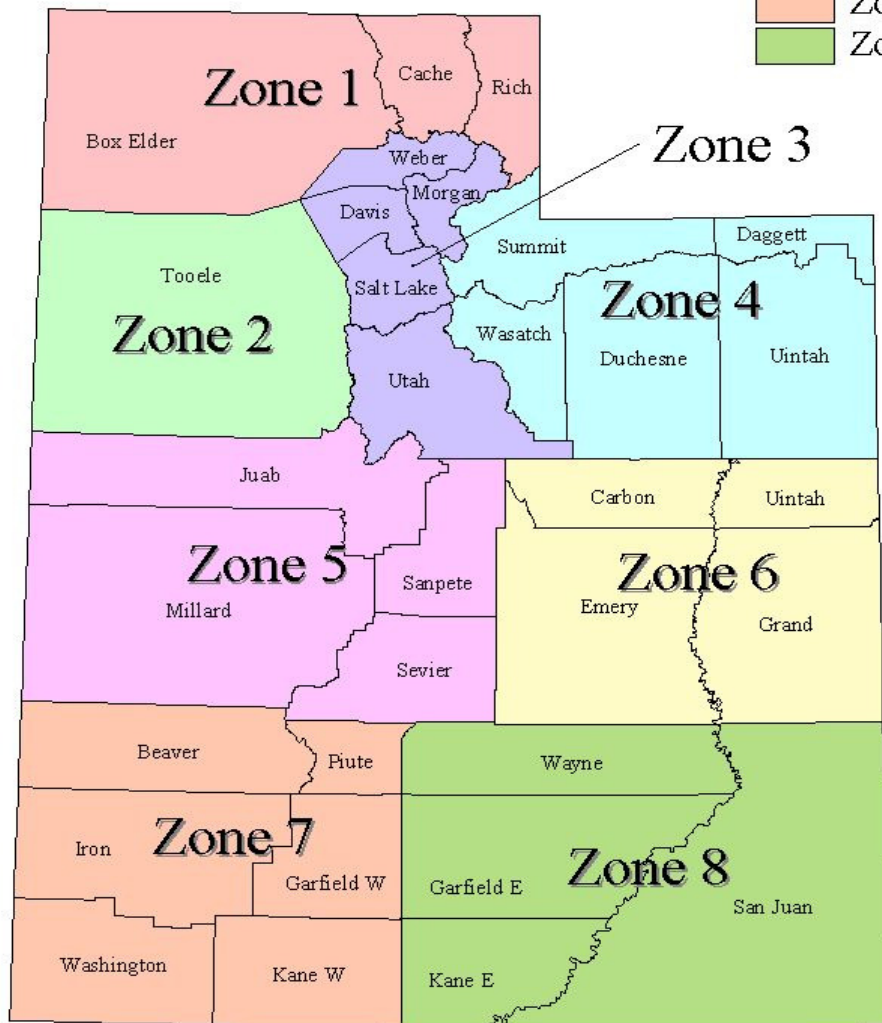 Zo
Zo
Zone 1
Cache
Rich
Box Elder
Weber
Zone 3
Morgan
Davis
Summit
Daggett
Tooele
Salt Lake
Zone 4
Zone 2
Wasatch
Duchesne
Uintah
Utah
Juab
Carbon
Uintah
Zone 5
Zone 6
Sanpete
Millard
Emery
Grand
Sevier
Beaver
Piute
Wayne
Iron
Zone 7
Garfield W
Garfield E
Zone 8
San Juan
Washington
Kane W
Kane E